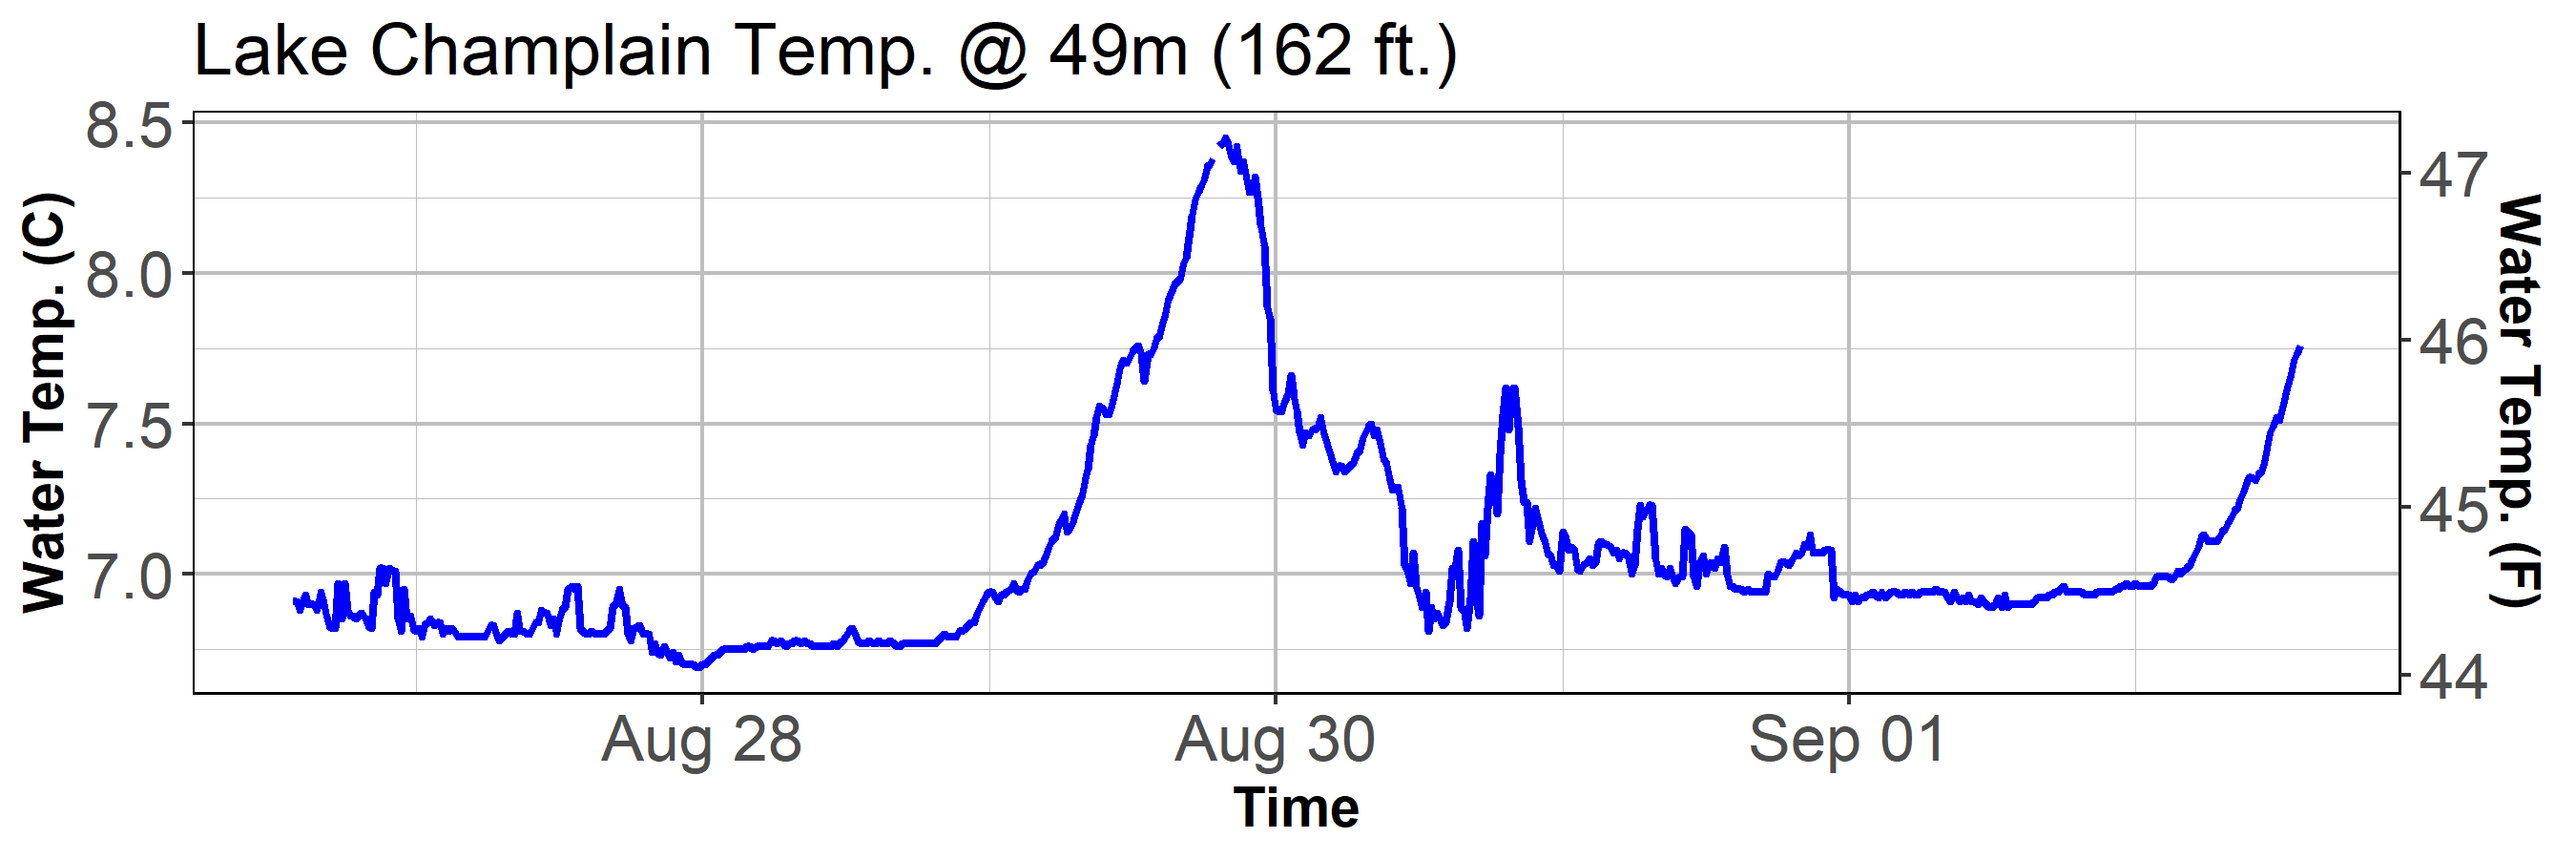 Lake Champlain Temp. @ 49m (162 ft.)
Water Temp. (C)
8.5
8.0
7.5
7.0
47
46
45
44
Water Temp. (F)
Aug 28
Aug 30
Sep 01
Time